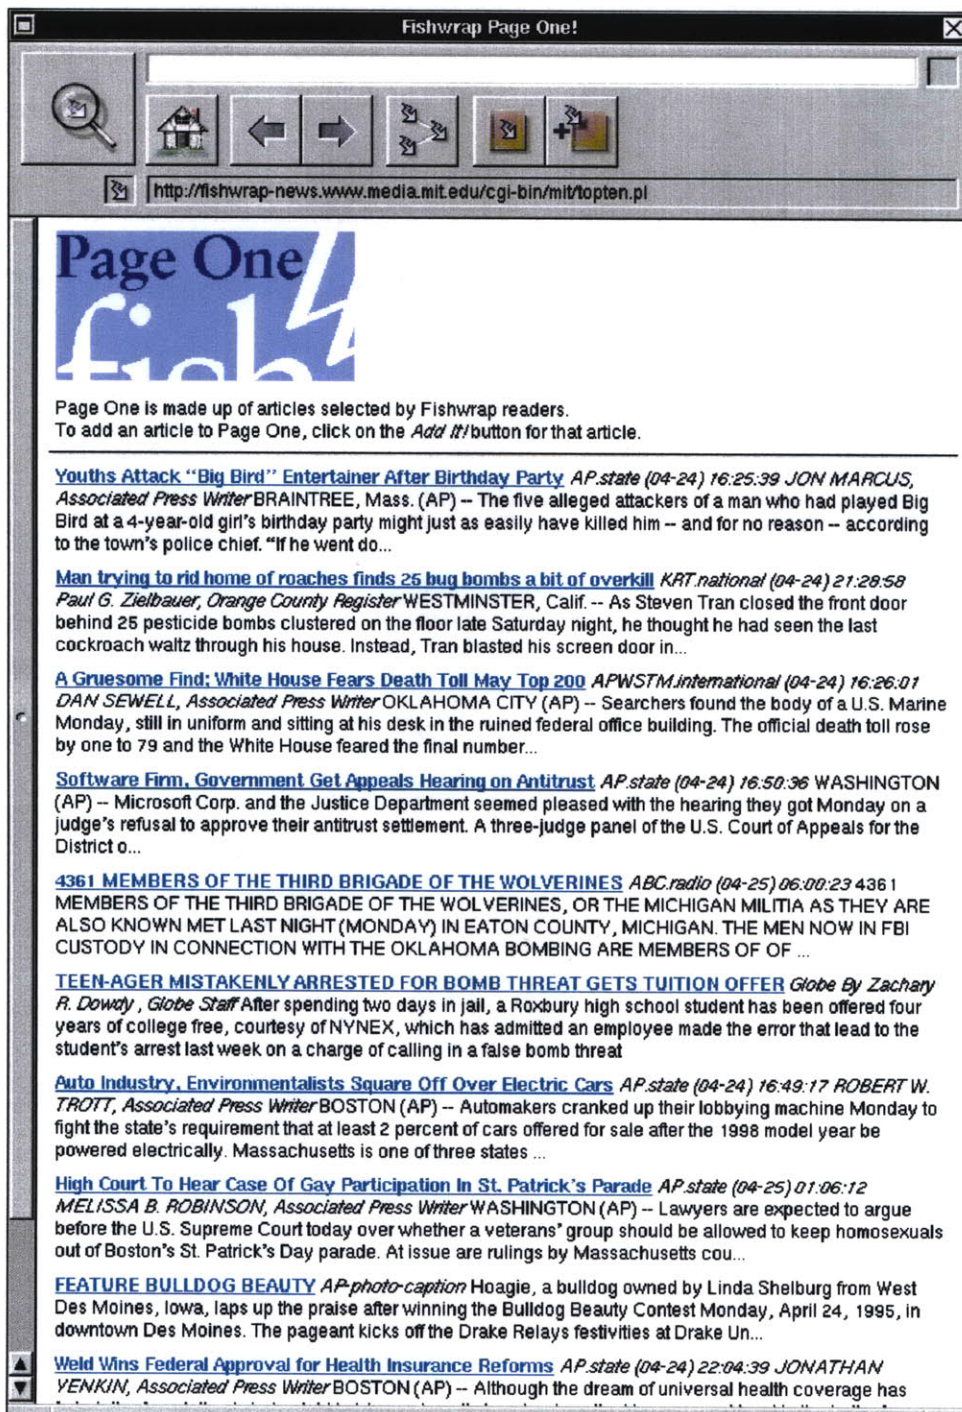 Fishwrap Page One!
http://fishwrap-news.www.media.mit.edu/cgi-bin/mit/topten.pl
Page One
fish
Page One is made up of articles selected by Fishwrap readers.
To add an article to Page One, click on the Add It! button for that article.
Youths Attack “Big Bird” Entertainer After Birthday Party AP.state (04-24) 16:25:39 JON MARCUS,
Associated Press Writer BRAINTREE, Mass. (AP) -- The five alleged attackers of a man who had played Big
Bird at a 4-year-old girl's birthday party might just as easily have killed him -- and for no reason -- according
to the town's police chief. “If he went do...
Man trying to rid home of roaches finds 25 bug bombs a bit of overkill KRT.national (04-24) 21:28:58
Paul G. Zielbauer, Orange County Register WESTMINSTER, Calif. -- As Steven Tran closed the front door
behind 25 pesticide bombs clustered on the floor late Saturday night, he thought he had seen the last
cockroach waltz through his house. Instead, Tran blasted his screen door in...
A Gruesome Find; White House Fears Death Toll May Top 200 APWSTM.international (04-24) 16:26:01
DAN SEWELL, Associated Press Writer OKLAHOMA CITY (AP) -- Searchers found the body of a U.S. Marine
Monday, still in uniform and sitting at his desk in the ruined federal office building. The official death toll rose
by one to 79 and the White House feared the final number...
Software Firm, Government Get Appeals Hearing on Antitrust AP.state (04-24) 16:50:36 WASHINGTON
(AP) -- Microsoft Corp. and the Justice Department seemed pleased with the hearing they got Monday on a
judge's refusal to approve their antitrust settlement. A three-judge panel of the U.S. Court of Appeals for the
District o...
4361 MEMBERS OF THE THIRD BRIGADE OF THE WOLVERINES ABC.radio (04-25) 06:00:23 4361
MEMBERS OF THE THIRD BRIGADE OF THE WOLVERINES, OR THE MICHIGAN MILITIA AS THEY ARE
ALSO KNOWN MET LAST NIGHT (MONDAY) IN EATON COUNTY, MICHIGAN. THE MEN NOW IN FBI
CUSTODY IN CONNECTION WITH THE OKLAHOMA BOMBING ARE MEMBERS OF OF ...
TEEN-AGER MISTAKENLY ARRESTED FOR BOMB THREAT GETS TUITION OFFER Globe By Zachary
R. Dowdy , Globe Staff After spending two days in jail, a Roxbury high school student has been offered four
years of college free, courtesy of NYNEX, which has admitted an employee made the error that lead to the
student's arrest last week on a charge of calling in a false bomb threat
Auto Industry, Environmentalists Square Off Over Electric Cars AP.state (04-24) 16:49:17 ROBERT W.
TROTT, Associated Press Writer BOSTON (AP) -- Automakers cranked up their lobbying machine Monday to
fight the state's requirement that at least 2 percent of cars offered for sale after the 1998 model year be
powered electrically. Massachusetts is one of three states ...
High Court To Hear Case Of Gay Participation In St. Patrick's Parade AP.state (04-25) 01:06:12
MELISSA B. ROBINSON, Associated Press Writer WASHINGTON (AP) -- Lawyers are expected to argue
before the U.S. Supreme Court today over whether a veterans' group should be allowed to keep homosexuals
out of Boston's St. Patrick's Day parade. At issue are rulings by Massachusetts cou...
FEATURE BULLDOG BEAUTY AP-photo-caption Hoagie, a bulldog owned by Linda Shelburg from West
Des Moines, Iowa, laps up the praise after winning the Bulldog Beauty Contest Monday, April 24, 1995, in
downtown Des Moines. The pageant kicks off the Drake Relays festivities at Drake Un...
Weld Wins Federal Approval for Health Insurance Reforms AP.state (04-24) 22:04:39 JONATHAN
YENKIN, Associated Press Writer BOSTON (AP) -- Although the dream of universal health coverage has